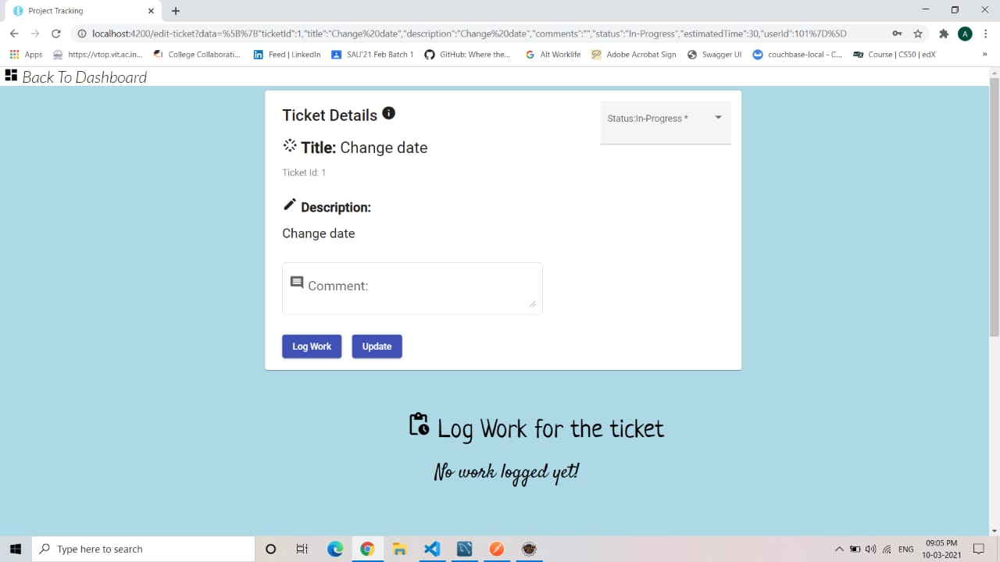 Project Tracking
localhost:4200/edit-ticket?data=%5B%7B"ticketId":1,"title":"Change%20date","description":"Change%20date","comments":"","status":"In-Progress","estimatedTime":30,"userId":101%7D%5D
A
Apps https://vtop.vit.ac.in... College Collaborati... Feed | LinkedIn SAU'21 Feb Batch 1 GitHub: Where the... Alt Worklife Adobe Acrobat Sign Swagger UI couchbase-local - C... Course | CS50 | edX »
Back To Dashboard
Ticket Details
Status:In-Progress *
Title: Change date
Ticket Id: 1
Description:
Change date
Comment:
Log Work Update
Log Work for the ticket
No work logged yet!
Type here to search
ENG
09:05 PM
10-03-2021